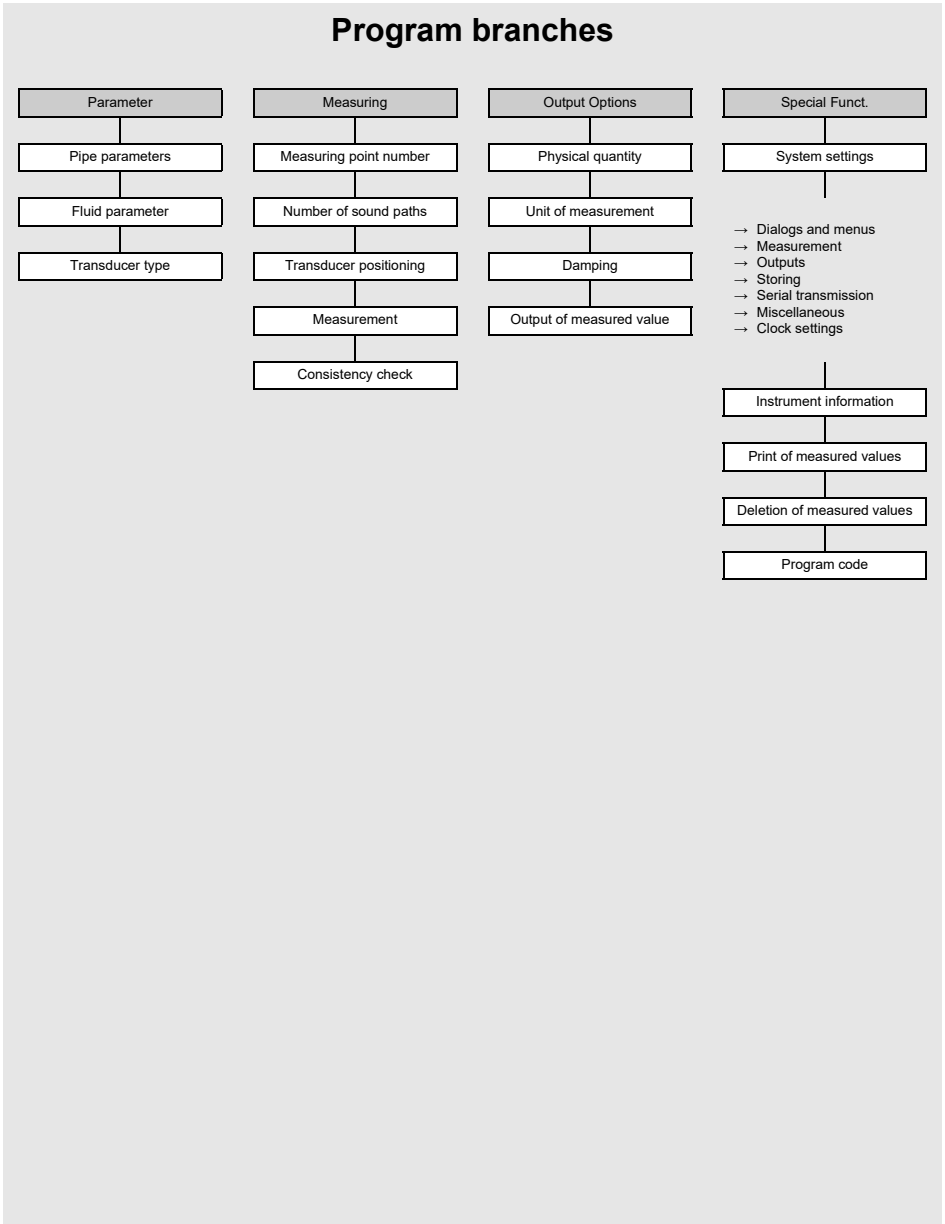 Program branches
Parameter
Pipe parameters
Fluid parameter
Transducer type
Measuring
Measuring point number
Number of sound paths
Transducer positioning
Measurement
Consistency check
Output Options
Physical quantity
Unit of measurement
Damping
Output of measured value
Special Funct.
System settings
→ Dialogs and menus
→ Measurement
→ Outputs
→ Storing
→ Serial transmission
→ Miscellaneous
→ Clock settings
Instrument information
Print of measured values
Deletion of measured values
Program code